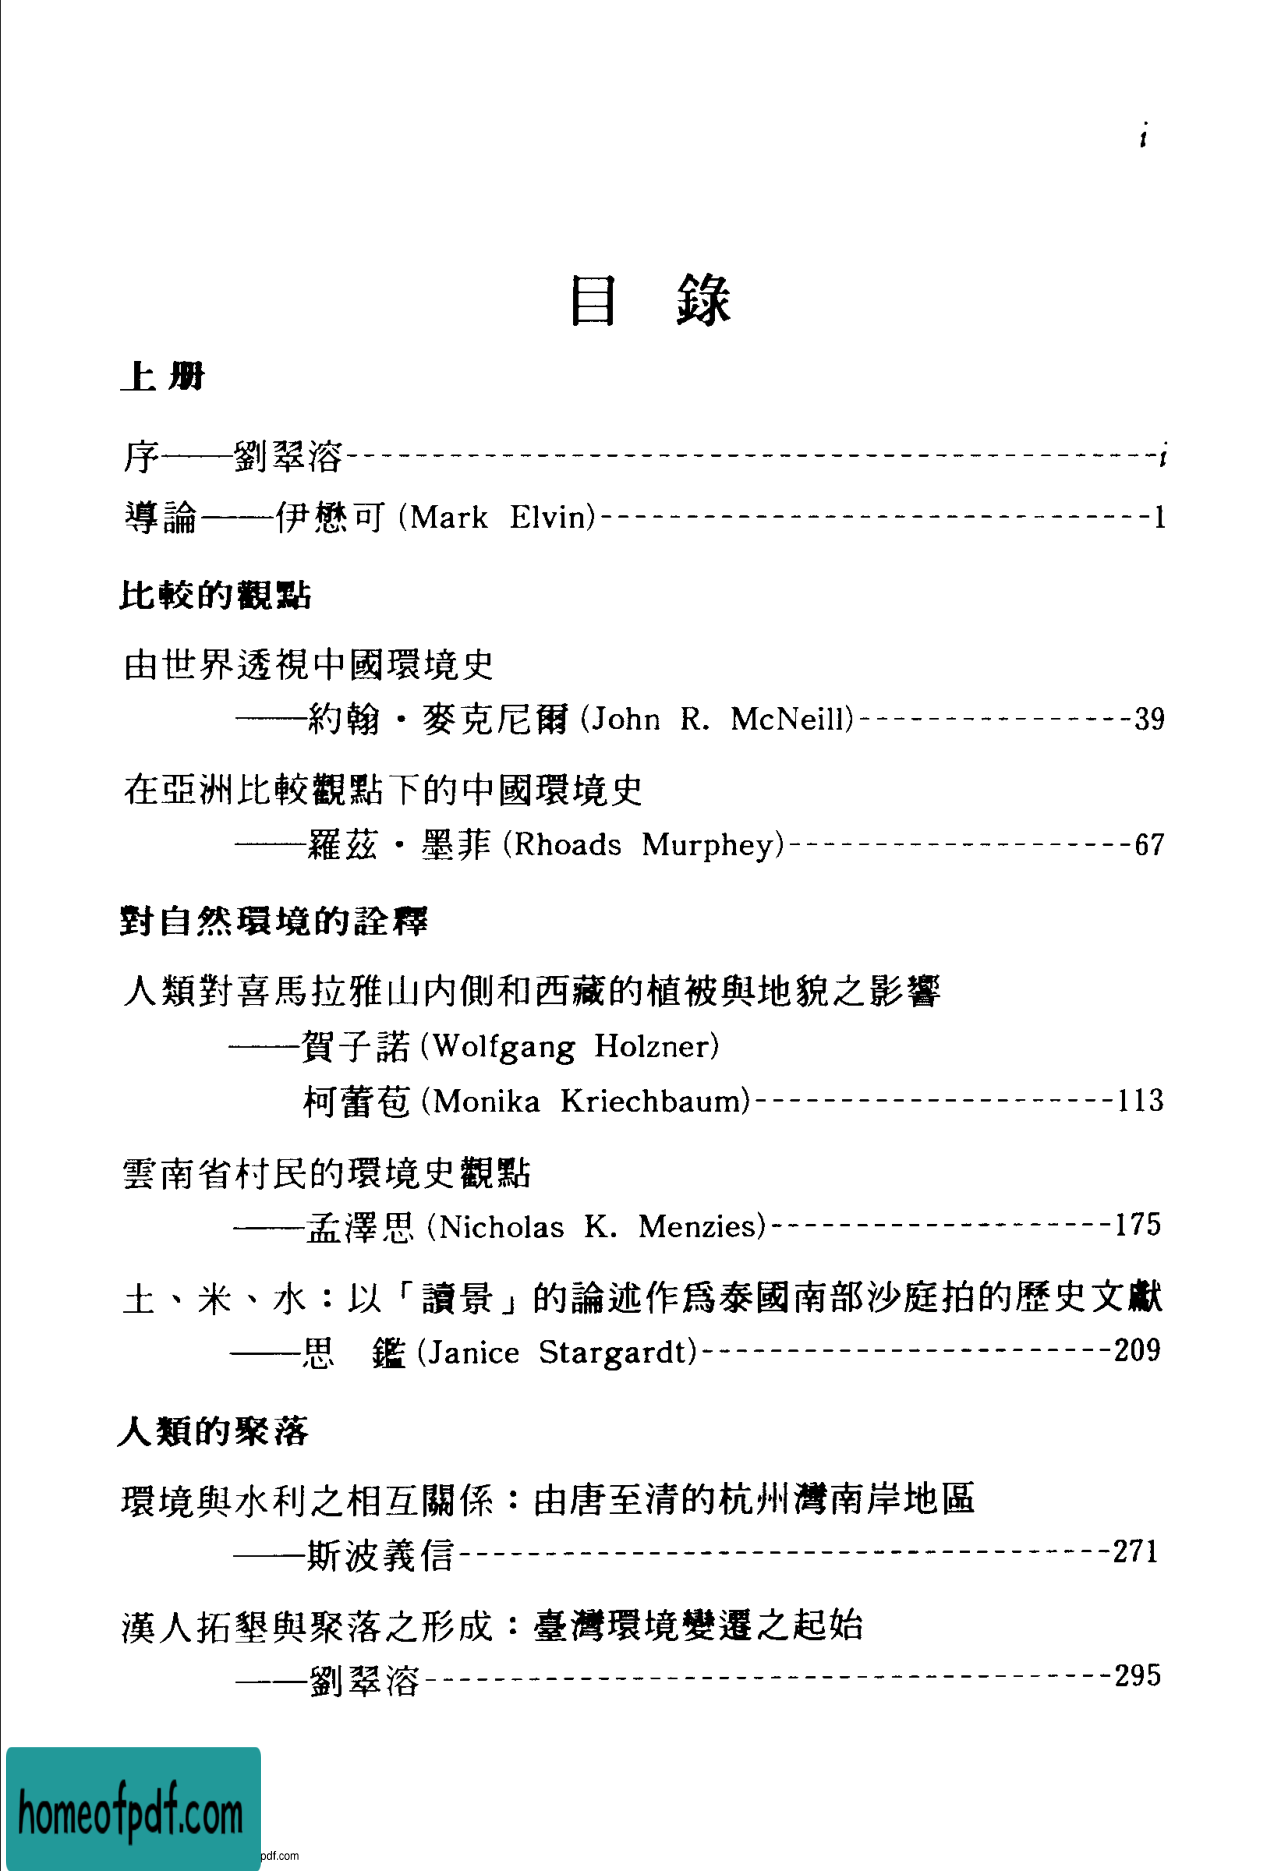 i
目 錄
上册
序——劉翠溶-----------------------------------------------i
導論——伊懋可(Mark Elvin)--------------------------------1
比較的觀點
由世界透視中國環境史
——約翰・麥克尼爾(John R. McNeill)----------------39
在亞洲比較觀點下的中國環境史
——羅茲・墨菲(Rhoads Murphey)--------------------67
對自然環境的詮釋
人類對喜馬拉雅山内側和西藏的植被與地貌之影響
——賀子諾(Wolfgang Holzner)
柯蓄苞(Monika Kriechbaum)---------------------113
雲南省村民的環境史觀點
——孟澤思(Nicholas K. Menzies)--------------------175
土、米、水：以「讀景」的論述作爲泰國南部沙庭拍的歷史文獻
——思 鑑(Janice Stargardt)------------------------209
人類的聚落
環境與水利之相互關係：由唐至清的杭州灣南岸地區
——斯波義信--------------------------------------271
漢人拓墾與聚落之形成：臺灣環境變遷之起始
——劉翠溶----------------------------------------295
homeofpdf.com
pdf.com